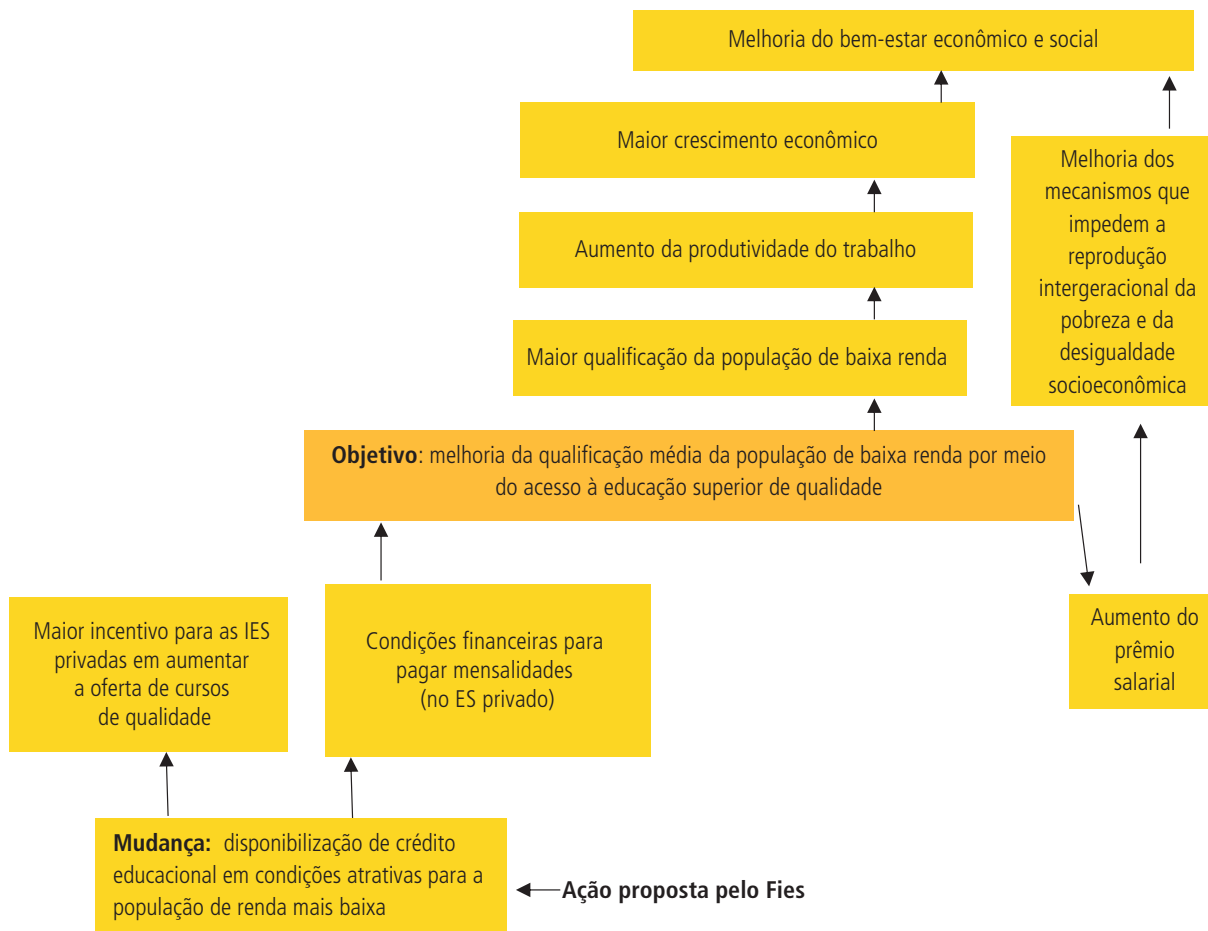 Melhoria do bem-estar econômico e social
Maior crescimento econômico
Aumento da produtividade do trabalho
Maior qualificação da população de baixa renda
Melhoria dos
mecanismos que
impedem a
reprodução
intergeracional da
pobreza e da
desigualdade
socioeconômica
Objetivo: melhoria da qualificação média da população de baixa renda por meio
do acesso à educação superior de qualidade
Maior incentivo para as IES
privadas em aumentar
a oferta de cursos
de qualidade
Condições financeiras para
pagar mensalidades
(no ES privado)
Aumento do
prêmio
salarial
Mudança: disponibilização de crédito
educacional em condições atrativas para a
população de renda mais baixa
Ação proposta pelo Fies